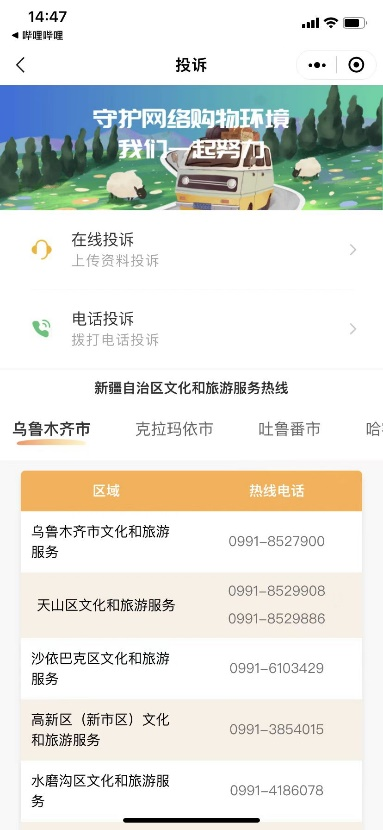 14:47
哔哩哔哩
投诉
守护网络购物环境
我们一起努力
在线投诉
上传资料投诉
电话投诉
拨打电话投诉
新疆自治区文化和旅游服务热线
乌鲁木齐市 克拉玛依市 吐鲁番市
区域 热线电话
乌鲁木齐市文化和旅游
服务
0991-8527900
天山区文化和旅游服务
0991-8529908
0991-8529886
沙依巴克区文化和旅游
服务
0991-6103429
高新区（新市区）文化
和旅游服务
0991-3854015
水磨沟区文化和旅游服
务
0991-4186078